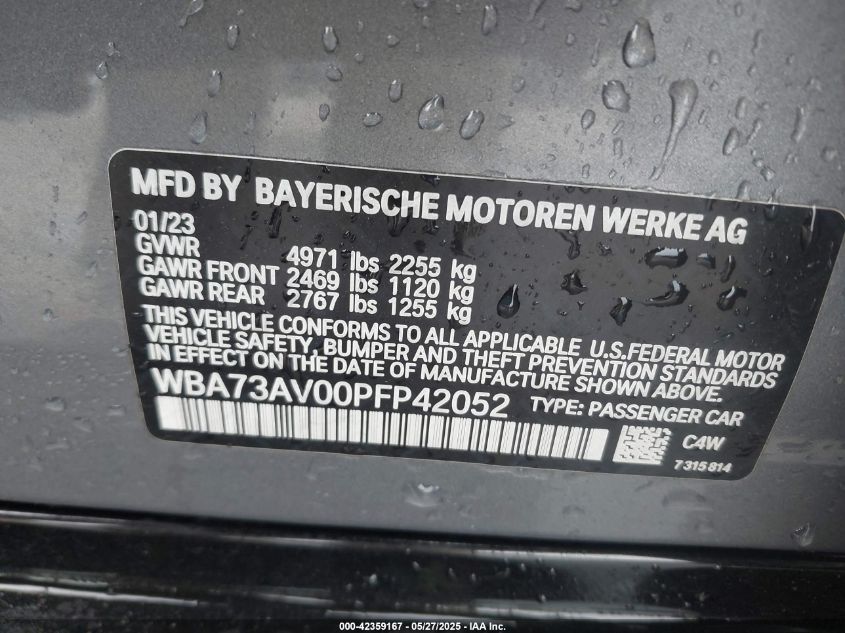 MFD BY BAYERISCHE MOTOREN WERKE AG
01/23
GVWR 4971 lbs 2255 kg
GAWR FRONT 2469 lbs 1120 kg
GAWR REAR 2767 lbs 1255 kg
THIS VEHICLE CONFORMS TO ALL APPLICABLE U.S.FEDERAL MOTOR
VEHICLE SAFETY, BUMPER AND THEFT PREVENTION STANDARDS
IN EFFECT ON THE DATE OF MANUFACTURE SHOWN ABOVE.
WBA73AV00PFP42052 TYPE: PASSENGER CAR
C4W
7315814
000-42359167 - 05/27/2025 - IAA Inc.